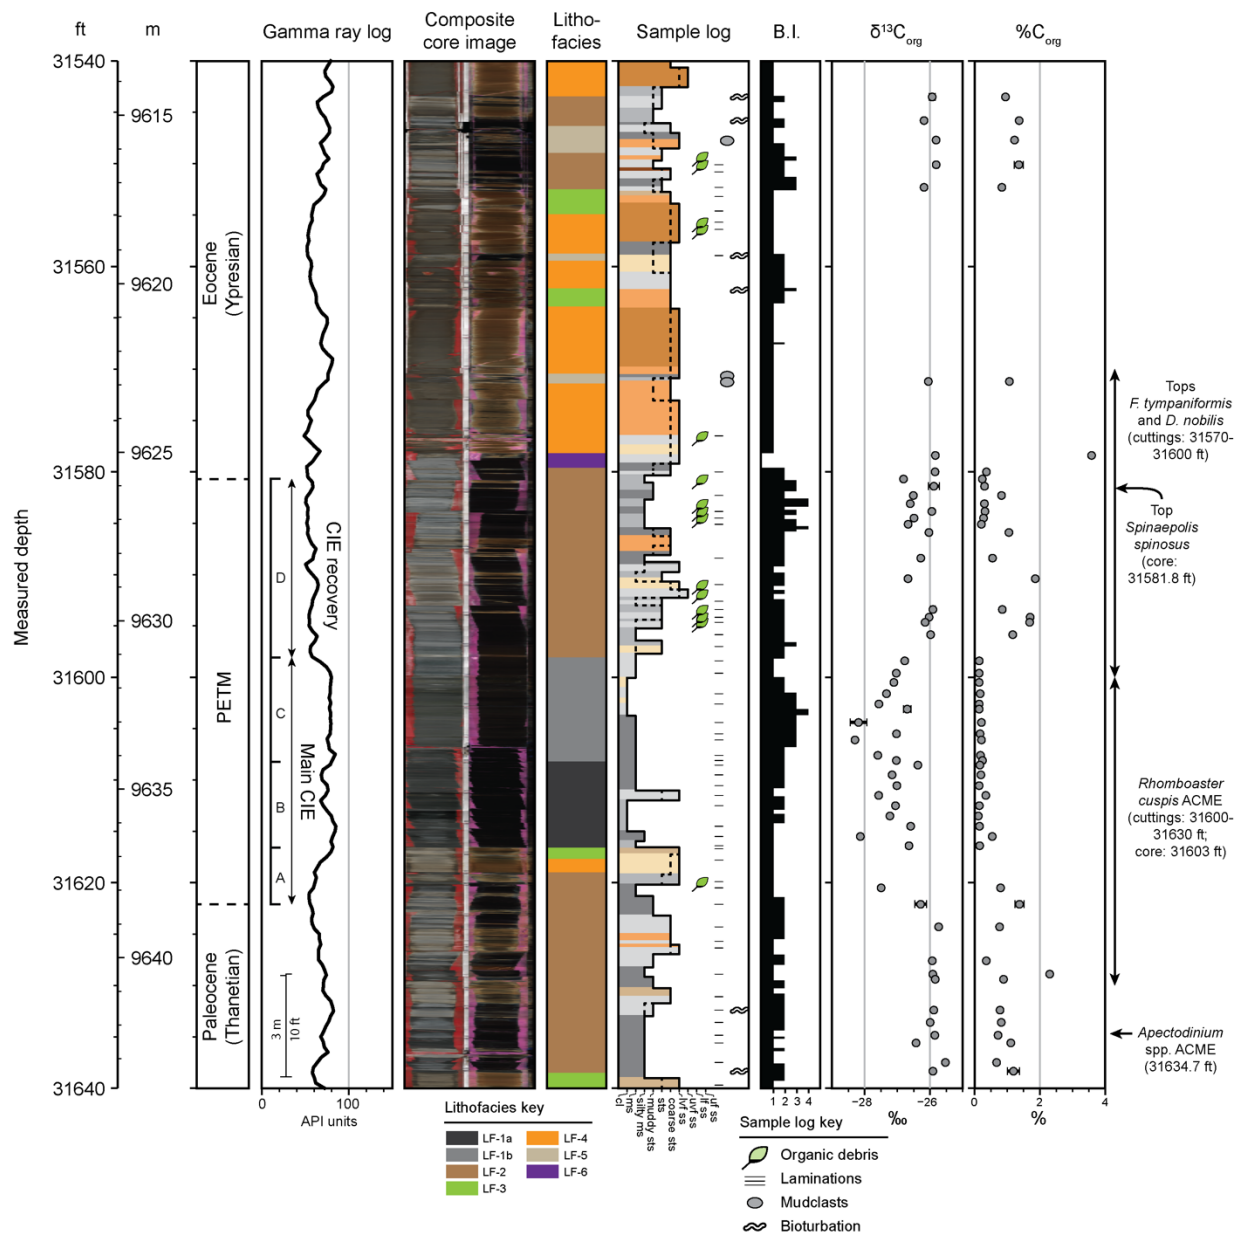 ft
m
Gamma ray log
Composite
core image
Litho-
facies
Sample log
B.I.
δ¹³Corg
%Corg
31540
31560
31580
31600
31620
31640
9615
9620
9625
9630
9635
9640
Measured depth
Eocene
(Ypresian)
PETM
Paleocene
(Thanetian)
D
C
B
A
CIE recovery
Main CIE
3 m
10 ft
0
100
API units
cl
ms
silty ms
muddy sts
sts
coarse sts
lvf ss
uvf ss
lf ss
uf ss
1 2 3 4
−28
−26
‰
0
2
4
%
Tops
F. tympaniformis
and D. nobilis
(cuttings: 31570-
31600 ft)
Top
Spinaepolis
spinosus
(core:
31581.8 ft)
Rhomboaster
cuspis ACME
(cuttings: 31600-
31630 ft;
core: 31603 ft)
Apectodinium
spp. ACME
(31634.7 ft)
Lithofacies key
LF-1a
LF-1b
LF-2
LF-3
LF-4
LF-5
LF-6
Sample log key
Organic debris
Laminations
Mudclasts
Bioturbation